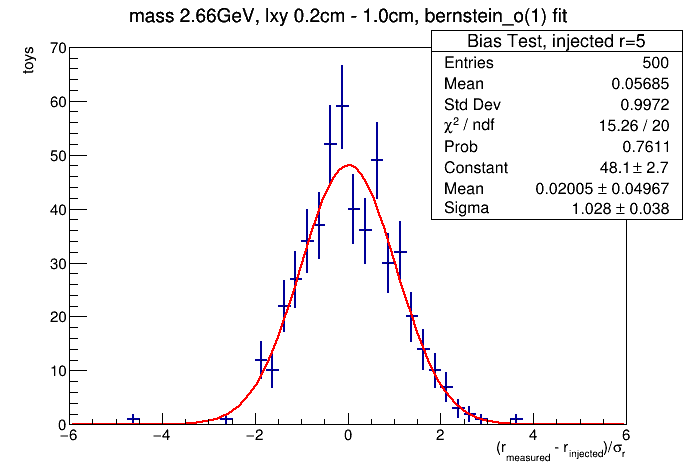 mass 2.66GeV, lxy 0.2cm - 1.0cm, bernstein_o(1) fit
toys
Bias Test, injected r=5
Entries 500
Mean 0.05685
Std Dev 0.9972
χ² / ndf 15.26 / 20
Prob 0.7611
Constant 48.1 ± 2.7
Mean 0.02005 ± 0.04967
Sigma 1.028 ± 0.038
70
60
50
40
30
20
10
0
−6 −4 −2 0 2 4 6
(r_measured - r_injected)/σ_r